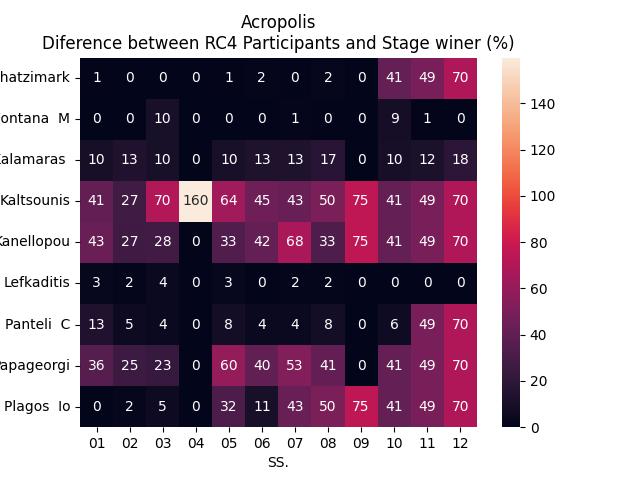 Acropolis
Diference between RC4 Participants and Stage winer (%)
hatzimark 1 0 0 0 1 2 0 2 0 41 49 70
ontana M 0 0 10 0 0 0 1 0 0 9 1 0
alamaras 10 13 10 0 10 13 13 17 0 10 12 18
Kaltsounis 41 27 70 160 64 45 43 50 75 41 49 70
Kanellopou 43 27 28 0 33 42 68 33 75 41 49 70
Lefkaditis 3 2 4 0 3 0 2 2 0 0 0 0
Panteli C 13 5 4 0 8 4 4 8 0 6 49 70
apageorgi 36 25 23 0 60 40 53 41 0 41 49 70
Plagos Io 0 2 5 0 32 11 43 50 75 41 49 70
01 02 03 04 05 06 07 08 09 10 11 12
SS.
140
120
100
80
60
40
20
0